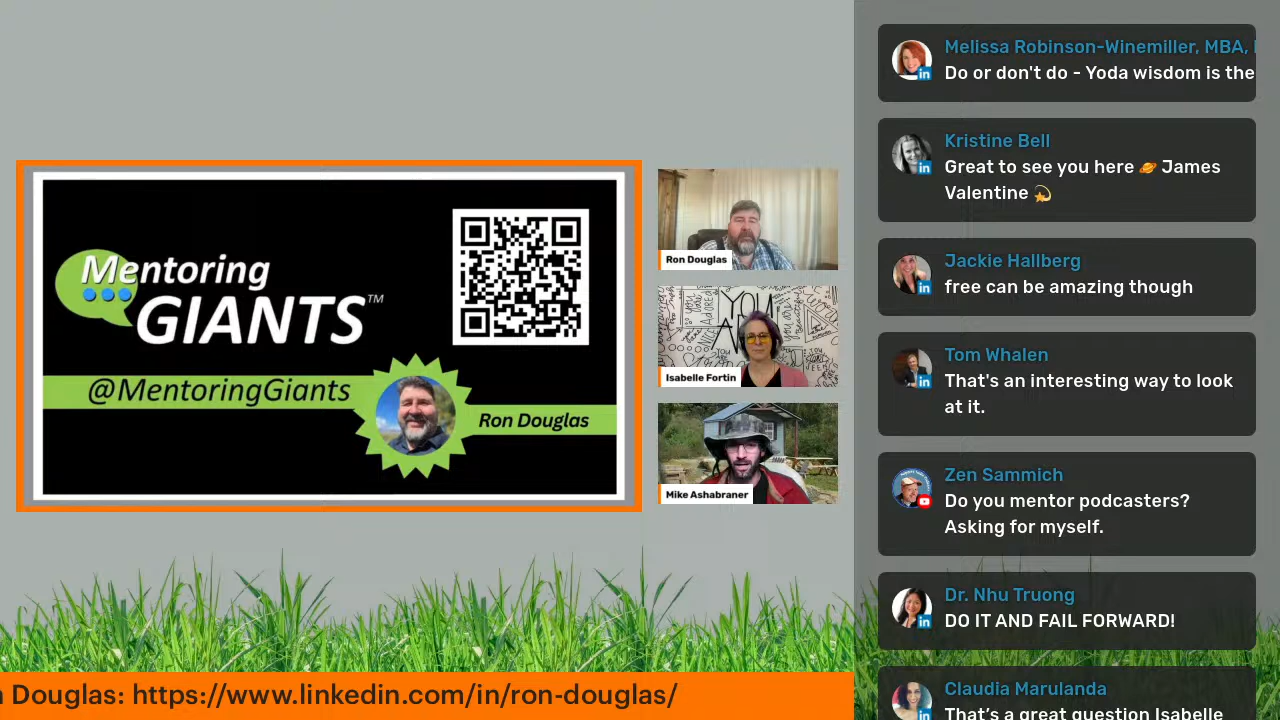 Mentoring
GIANTS™
@MentoringGiants
Ron Douglas
Ron Douglas
YOU
Isabelle Fortin
Mike Ashabraner
Douglas: https://www.linkedin.com/in/ron-douglas/
Melissa Robinson-Winemiller, MBA,
Do or don't do - Yoda wisdom is the
Kristine Bell
Great to see you here 🪐 James
Valentine 💫
Jackie Hallberg
free can be amazing though
Tom Whalen
That's an interesting way to look
at it.
Zen Sammich
Do you mentor podcasters?
Asking for myself.
Dr. Nhu Truong
DO IT AND FAIL FORWARD!
Claudia Marulanda
That's a great question Isabelle